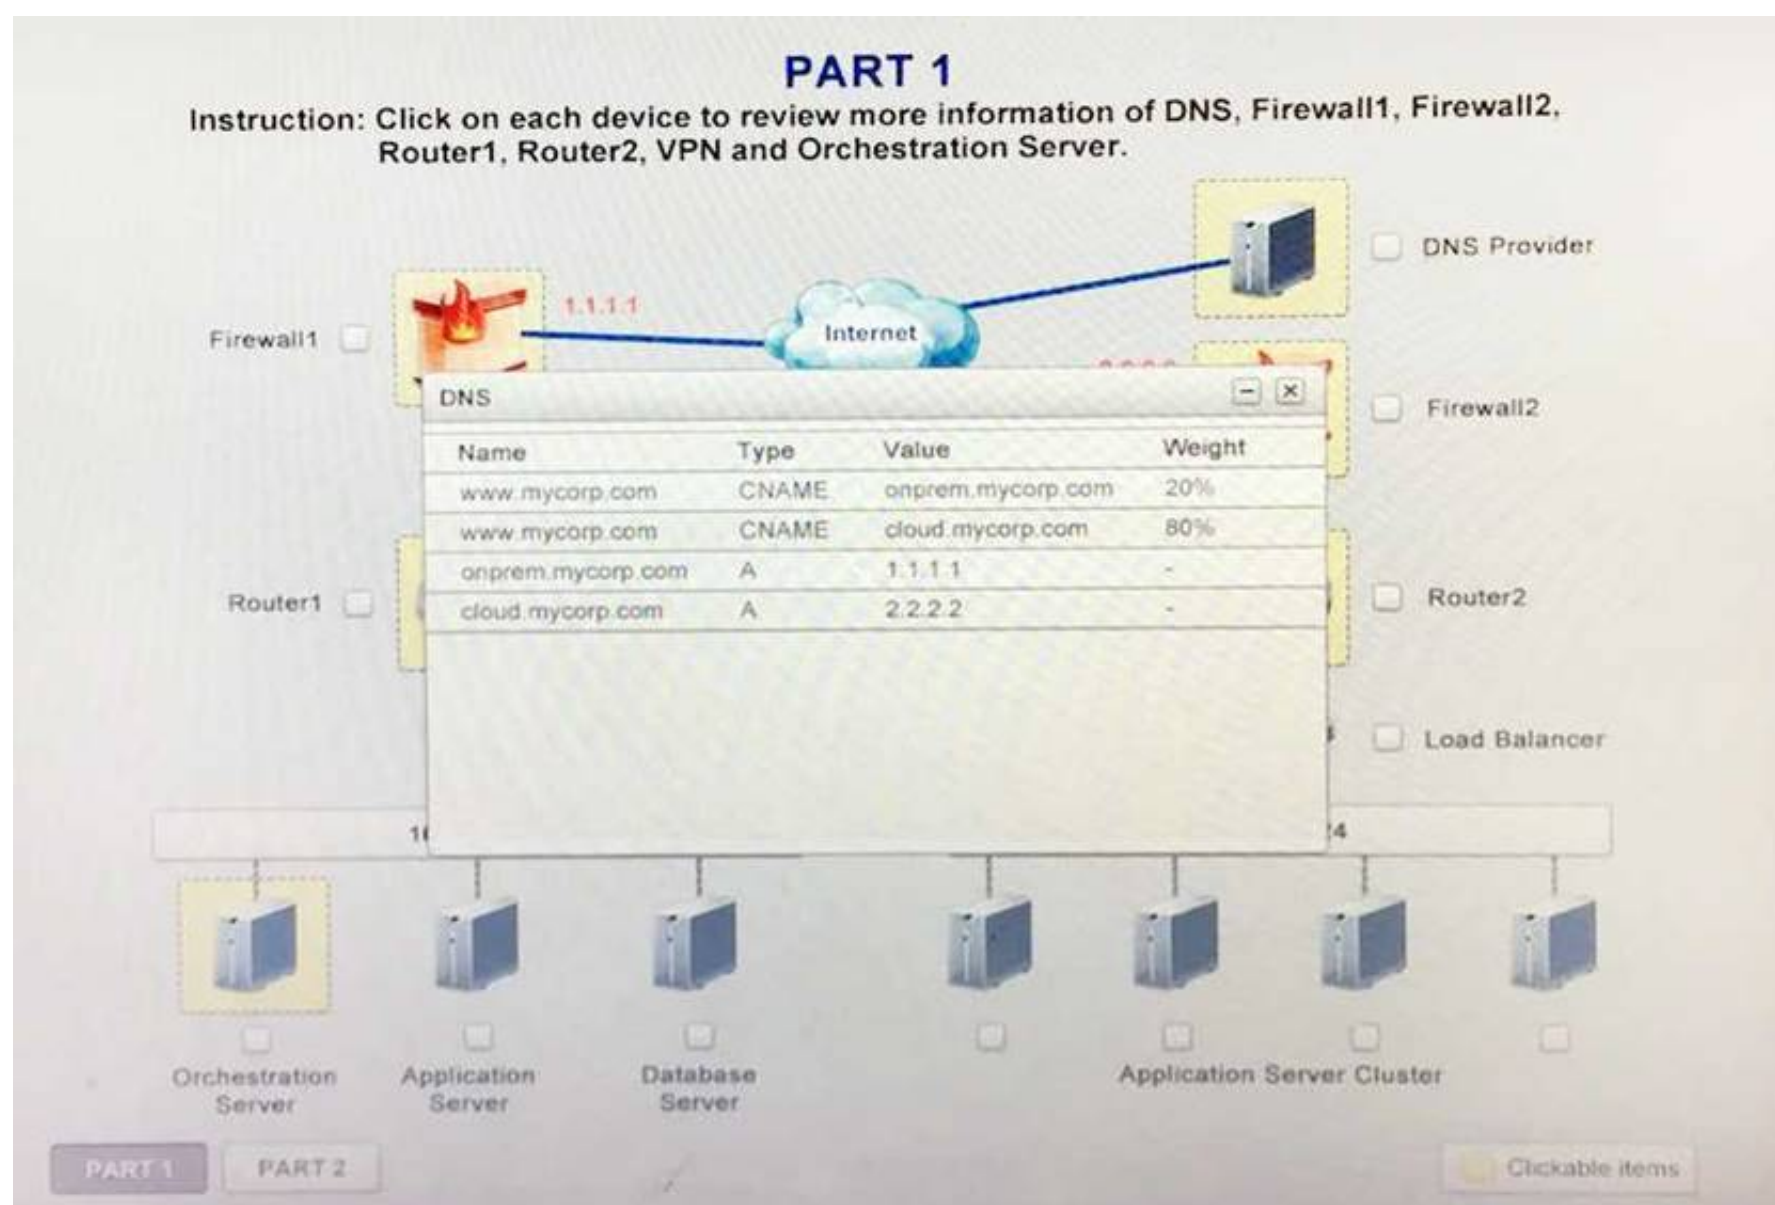 PART 1
Instruction: Click on each device to review more information of DNS, Firewall1, Firewall2,
Router1, Router2, VPN and Orchestration Server.
DNS Provider
1.1.1.1
Internet
Firewall1
Firewall2
DNS
Name Type Value Weight
www.mycorp.com CNAME onprem.mycorp.com 20%
www.mycorp.com CNAME cloud.mycorp.com 80%
onprem.mycorp.com A 1.1.1.1 -
cloud.mycorp.com A 2.2.2.2 -
Router1
Router2
Load Balancer
Orchestration
Server
Application
Server
Database
Server
Application Server Cluster
PART 1
PART 2
Clickable items